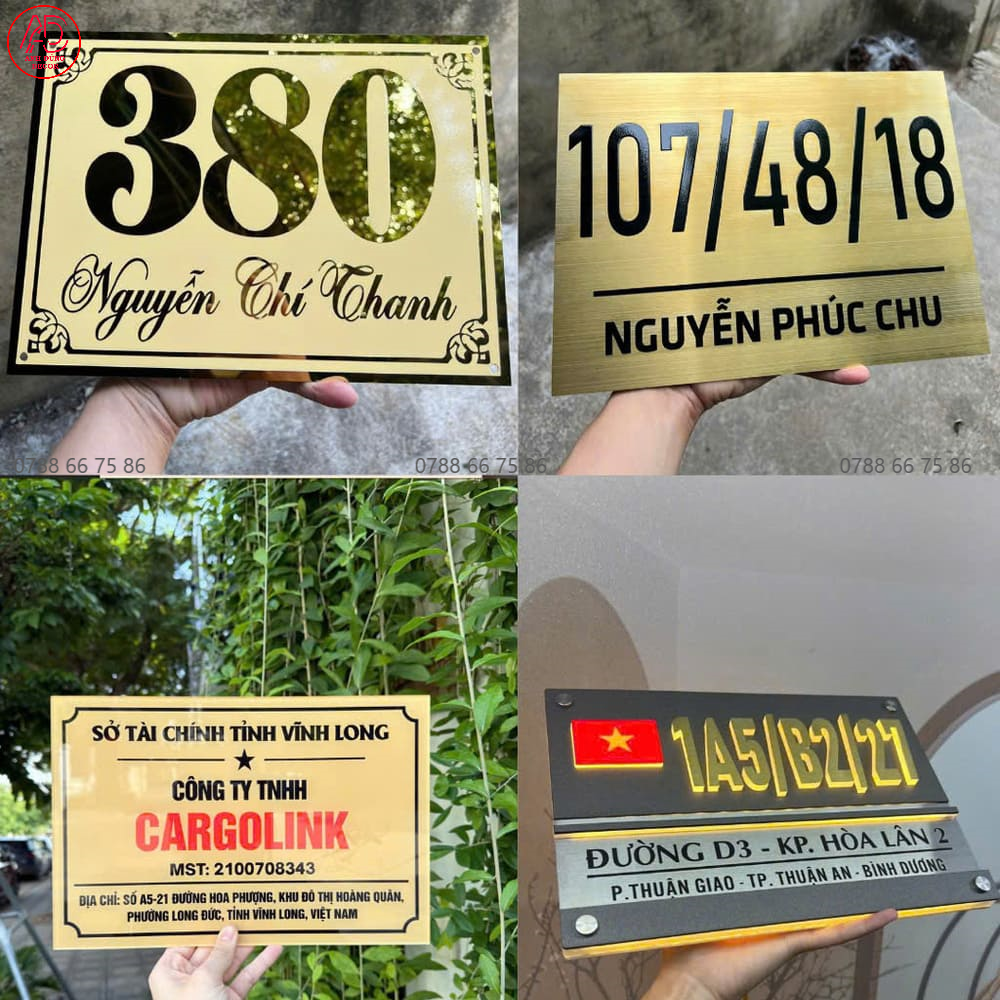 380
Nguyễn Chí Thanh
107/48/18
NGUYỄN PHÚC CHU
0788 66 75 86
0788 66 75 86
0788 66 75 86
SỞ TÀI CHÍNH TỈNH VĨNH LONG
CÔNG TY TNHH
CARGOLINK
MST: 2100708343
ĐỊA CHỈ: SỐ A5-21 ĐƯỜNG HOA PHƯỢNG, KHU ĐÔ THỊ HOÀNG QUÂN,
PHƯỜNG LONG ĐỨC, TỈNH VĨNH LONG, VIỆT NAM
1A5/B2/21
ĐƯỜNG D3 - KP. HÒA LÂN 2
P.THUẬN GIAO - TP. THUẬN AN - BÌNH DƯƠNG